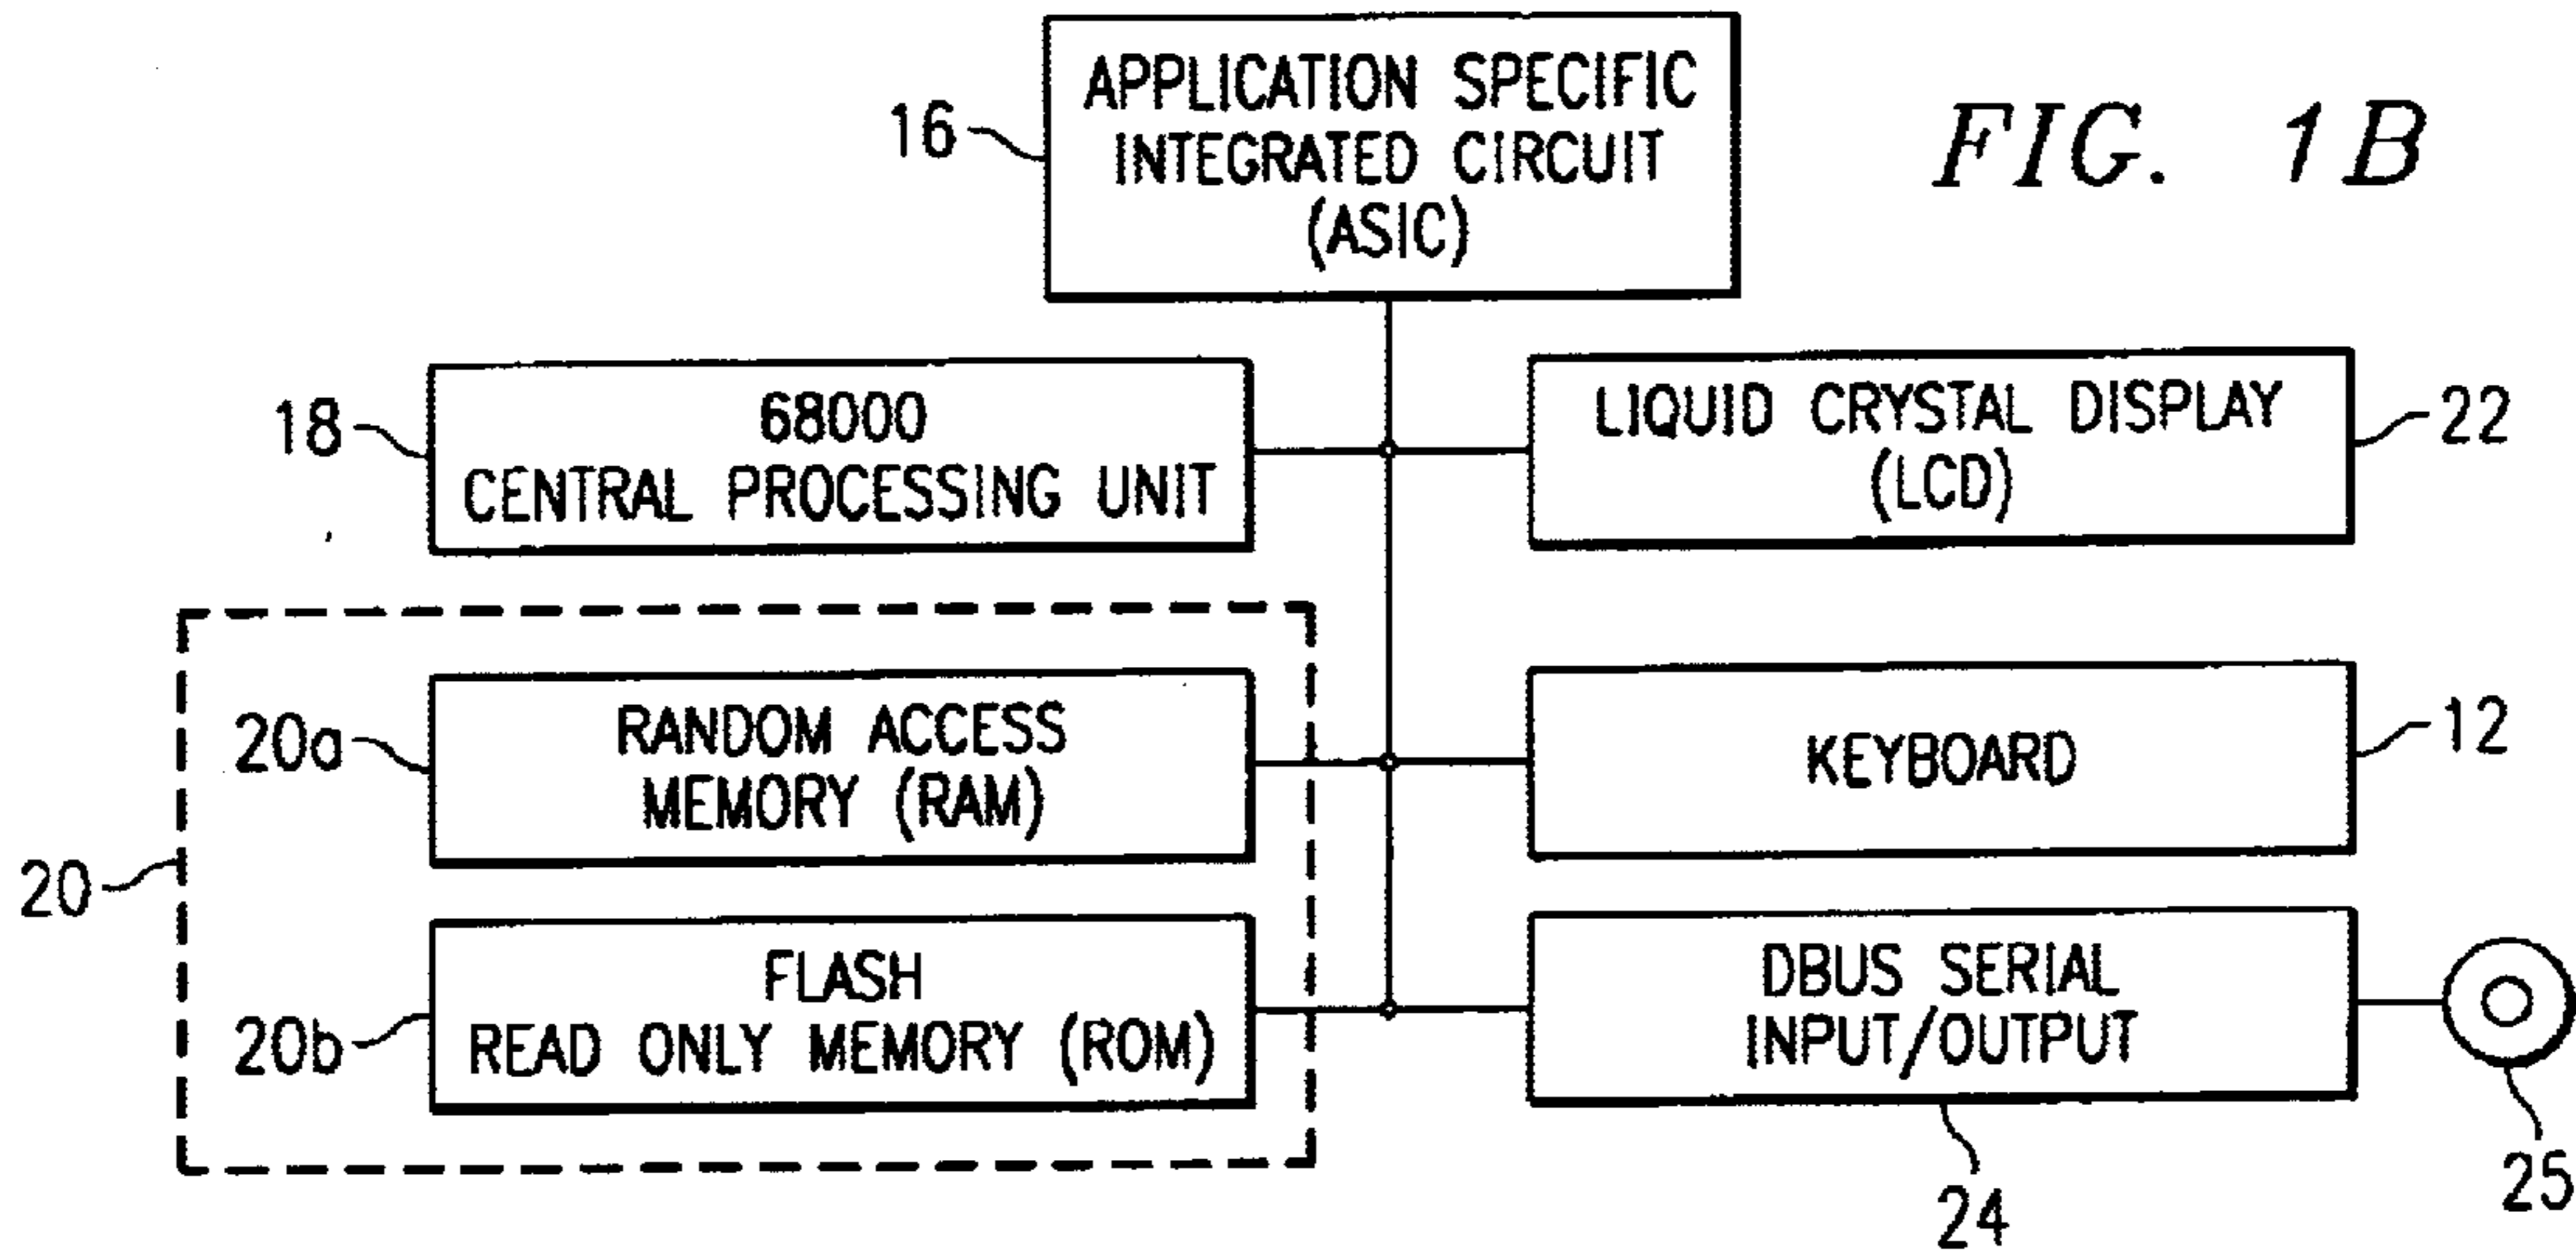 APPLICATION SPECIFIC
INTEGRATED CIRCUIT
(ASIC)
16
FIG. 1B
18
68000
CENTRAL PROCESSING UNIT
LIQUID CRYSTAL DISPLAY
(LCD)
22
20
20a
RANDOM ACCESS
MEMORY (RAM)
KEYBOARD
12
20b
FLASH
READ ONLY MEMORY (ROM)
DBUS SERIAL
INPUT/OUTPUT
24
25